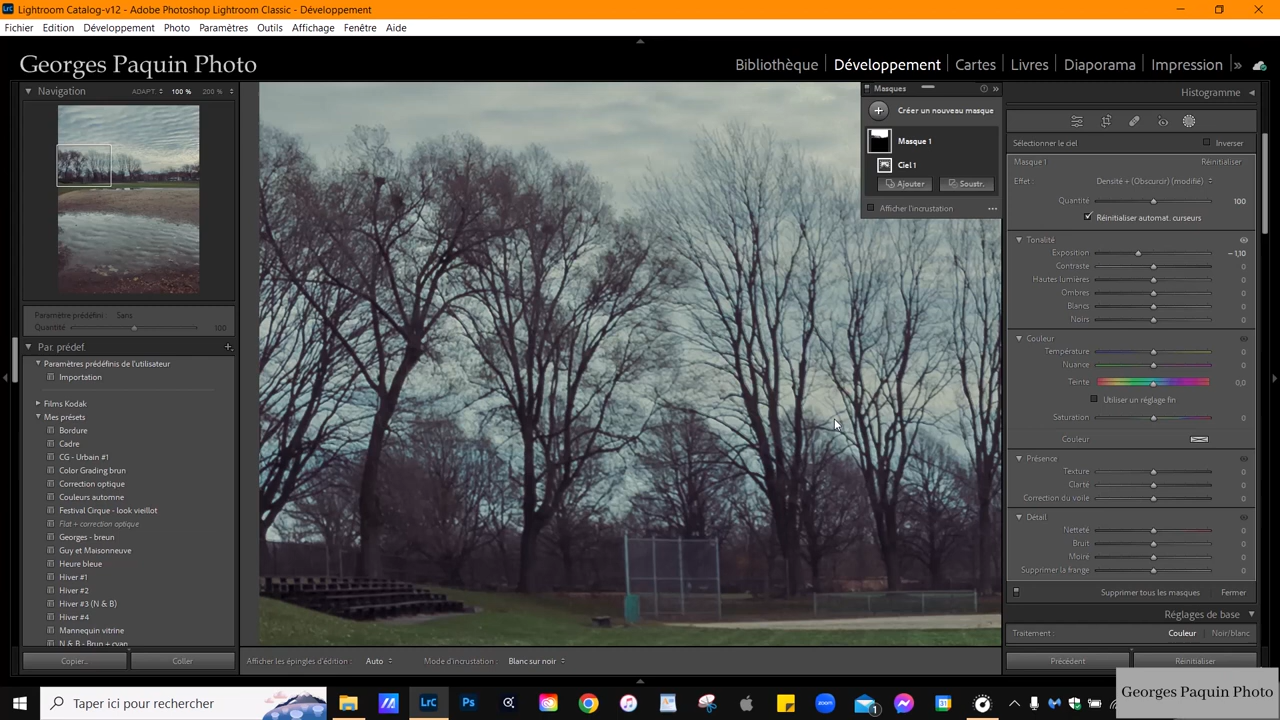 Lightroom Catalog-v12 - Adobe Photoshop Lightroom Classic - Développement
Fichier Edition Développement Photo Paramètres Outils Affichage Fenêtre Aide
Georges Paquin Photo
Bibliothèque Développement Cartes Livres Diaporama Impression »
Navigation ADAPT 100 % 200 %
Paramètre prédéfini : Sans
Quantité 100
Par. prédéf.
Paramètres prédéfinis de l'utilisateur
Importation
Films Kodak
Mes présets
Bordure
Cadre
CG - Urbain #1
Color Grading brun
Correction optique
Couleurs automne
Festival Cirque - look vieillot
Flat + correction optique
Georges - breun
Guy et Maisonneuve
Heure bleue
Hiver #1
Hiver #2
Hiver #3 (N & B)
Hiver #4
Mannequin vitrine
N & B - Brun + cyan
Copier... Coller
Masques
Créer un nouveau masque
Masque 1
Ciel 1
Ajouter Soustr.
Afficher l'incrustation
Afficher les épingles d'édition : Auto Mode d'incrustation : Blanc sur noir
Histogramme
Sélectionner le ciel Inverser
Masque 1 Réinitialiser
Effet : Densité + (Obscurcir) (modifié)
Quantité 100
Réinitialiser automat. curseurs
Tonalité
Exposition – 1,10
Contraste 0
Hautes lumières 0
Ombres 0
Blancs 0
Noirs 0
Couleur
Température 0
Nuance 0
Teinte 0,0
Utiliser un réglage fin
Saturation 0
Couleur
Présence
Texture 0
Clarté 0
Correction du voile 0
Détail
Netteté 0
Bruit 0
Moiré 0
Supprimer la frange 0
Supprimer tous les masques Fermer
Réglages de base
Traitement : Couleur Noir/blanc
Précédent Réinitialiser
Georges Paquin Photo
Taper ici pour rechercher
LrC Ps zoom 1